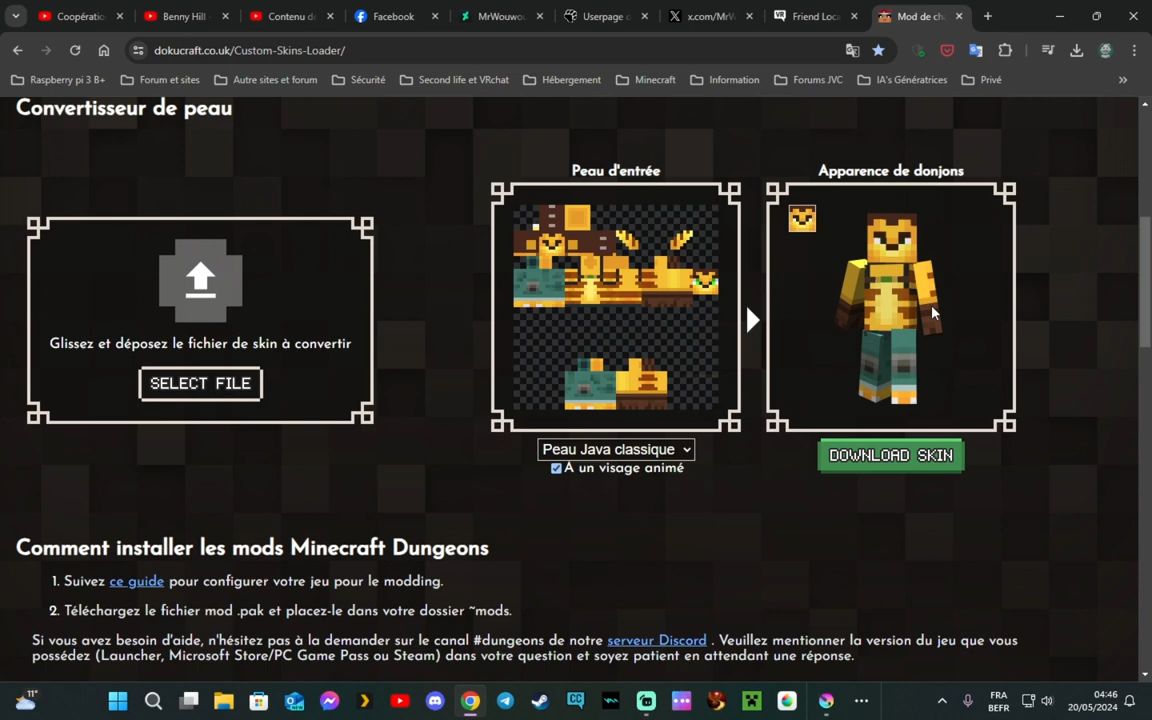 Coopératio
Benny Hill -
Contenu de
Facebook
MrWouwou
Userpage o
x.com/MrW
Friend Loca
Mod de cha
dokucraft.co.uk/Custom-Skins-Loader/
Raspberry pi 3 B+
Forum et sites
Autre sites et forum
Sécurité
Second life et VRchat
Hébergement
Minecraft
Information
Forums JVC
IA's Génératrices
Privé
Convertisseur de peau
Peau d'entrée
Apparence de donjons
Glissez et déposez le fichier de skin à convertir
SELECT FILE
Peau Java classique
A un visage animé
DOWNLOAD SKIN
Comment installer les mods Minecraft Dungeons
1. Suivez ce guide pour configurer votre jeu pour le modding.
2. Téléchargez le fichier mod .pak et placez-le dans votre dossier ~mods.
Si vous avez besoin d'aide, n'hésitez pas à la demander sur le canal #dungeons de notre serveur Discord . Veuillez mentionner la version du jeu que vous
possédez (Launcher, Microsoft Store/PC Game Pass ou Steam) dans votre question et soyez patient en attendant une réponse.
11°
FRA
BEFR
04:46
20/05/2024